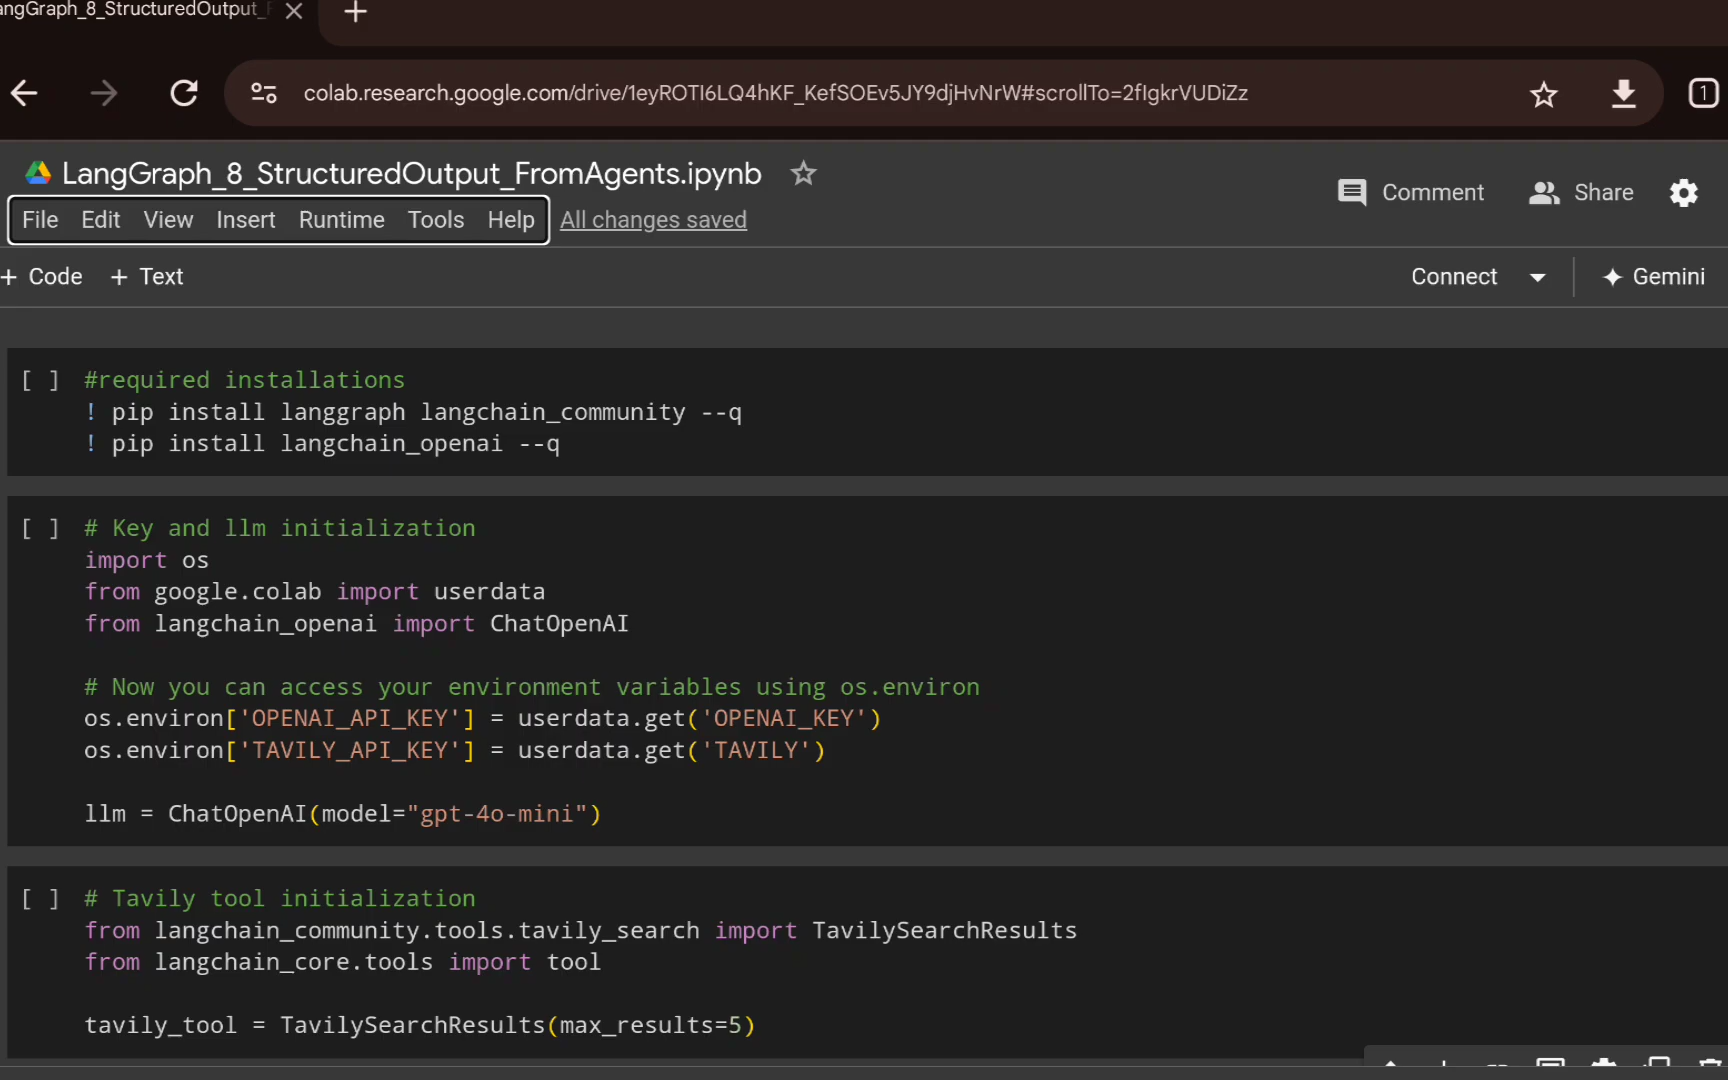 angGraph_8_StructuredOutput_F
colab.research.google.com/drive/1eyROTI6LQ4hKF_KefSOEv5JY9djHvNrW#scrollTo=2fIgkrVUDiZz
1
LangGraph_8_StructuredOutput_FromAgents.ipynb
Comment
Share
File Edit View Insert Runtime Tools Help All changes saved
+ Code + Text
Connect
Gemini
[ ] #required installations
! pip install langgraph langchain_community --q
! pip install langchain_openai --q
[ ] # Key and llm initialization
import os
from google.colab import userdata
from langchain_openai import ChatOpenAI
# Now you can access your environment variables using os.environ
os.environ['OPENAI_API_KEY'] = userdata.get('OPENAI_KEY')
os.environ['TAVILY_API_KEY'] = userdata.get('TAVILY')
llm = ChatOpenAI(model="gpt-4o-mini")
[ ] # Tavily tool initialization
from langchain_community.tools.tavily_search import TavilySearchResults
from langchain_core.tools import tool
tavily_tool = TavilySearchResults(max_results=5)